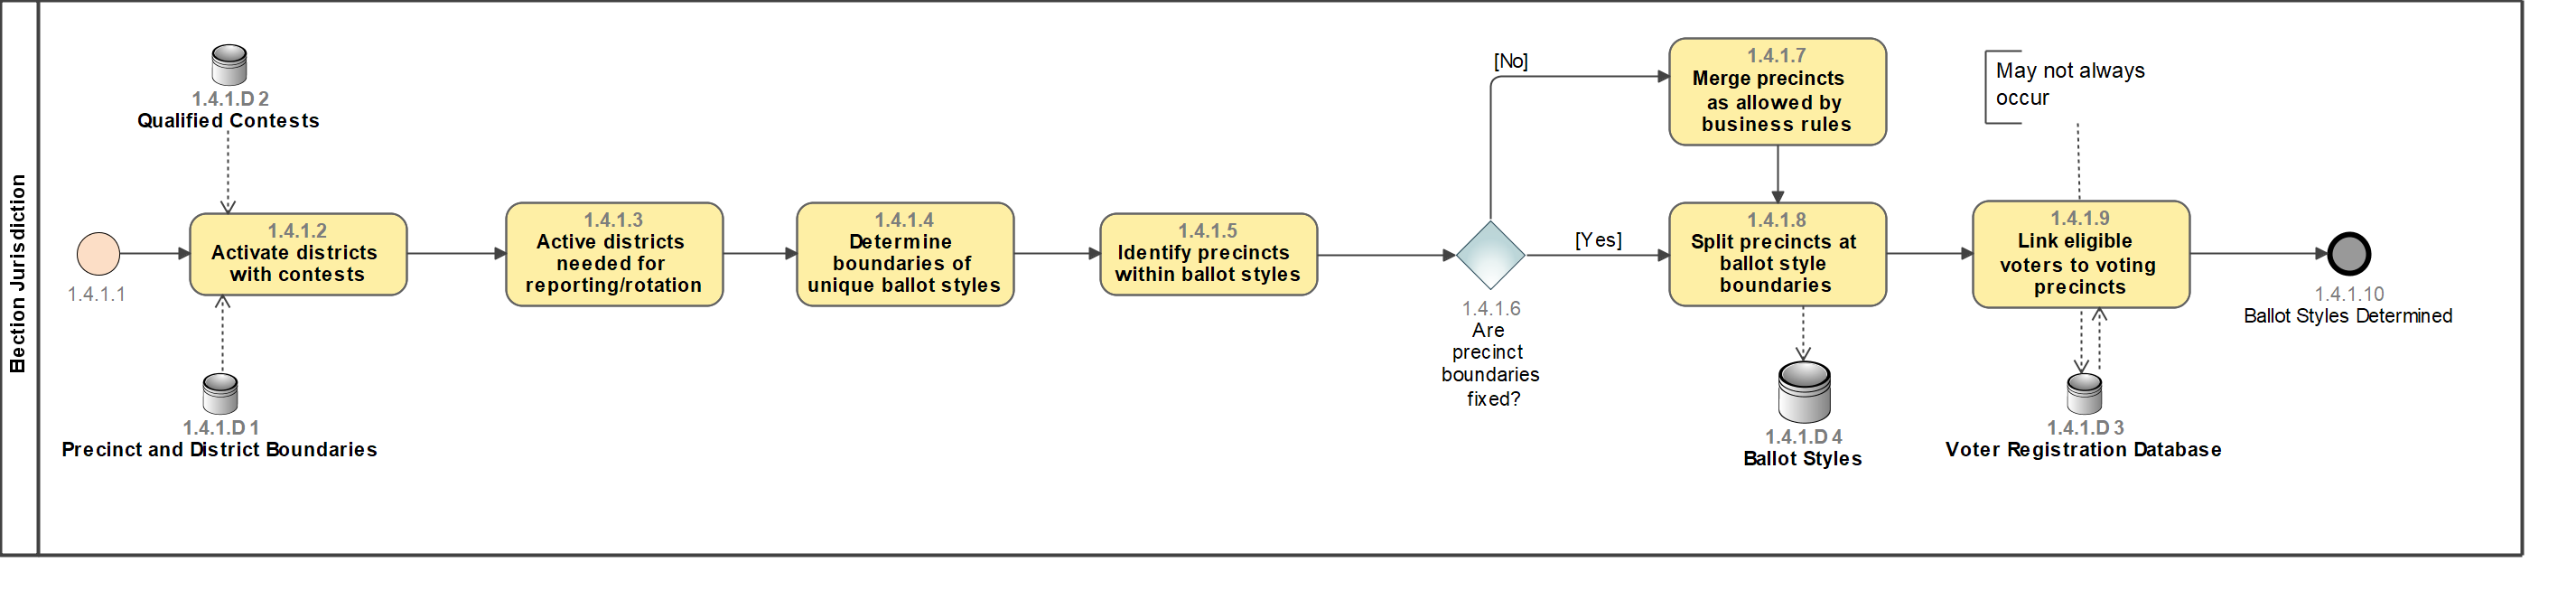 Election Jurisdiction
1.4.1.1
1.4.1.D 2
Qualified Contests
1.4.1.2
Activate districts
with contests
1.4.1.D 1
Precinct and District Boundaries
1.4.1.3
Active districts
needed for
reporting/rotation
1.4.1.4
Determine
boundaries of
unique ballot styles
1.4.1.5
Identify precincts
within ballot styles
1.4.1.6
Are
precinct
boundaries
fixed?
[No]
[Yes]
1.4.1.7
Merge precincts
as allowed by
business rules
1.4.1.8
Split precincts at
ballot style
boundaries
1.4.1.D 4
Ballot Styles
May not always
occur
1.4.1.9
Link eligible
voters to voting
precincts
1.4.1.D 3
Voter Registration Database
1.4.1.10
Ballot Styles Determined